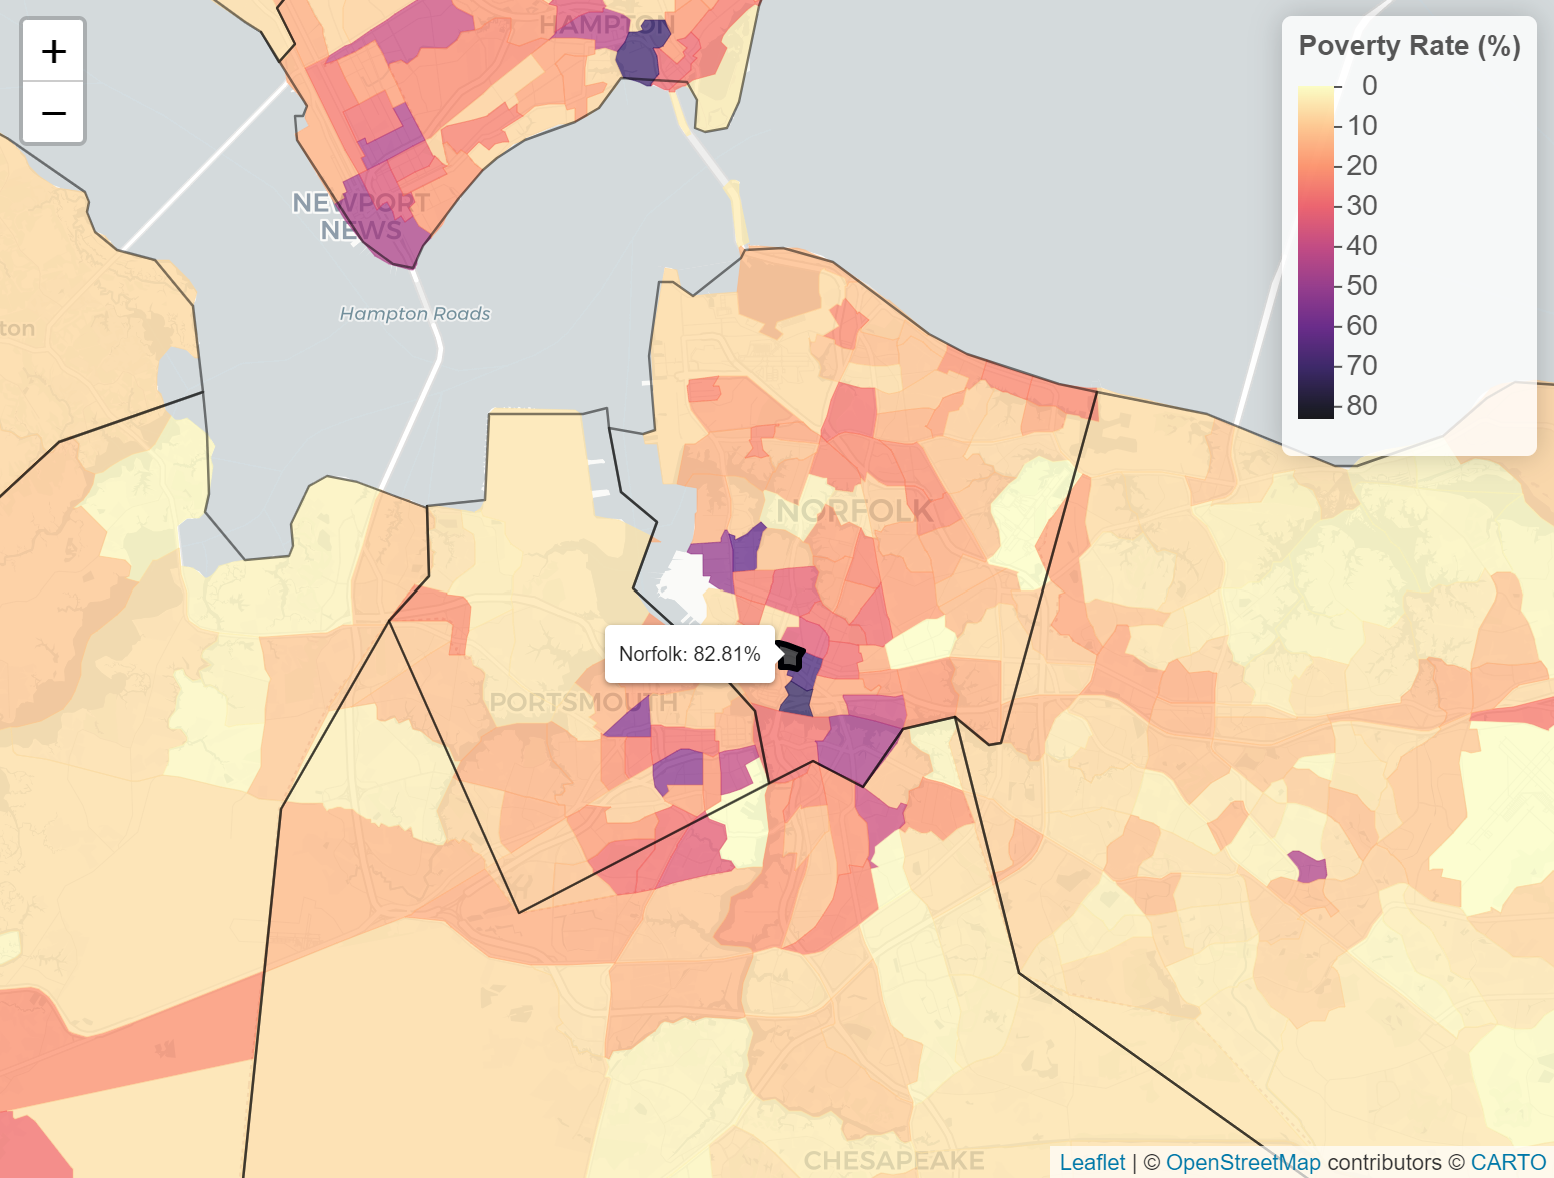 +
−
HAMPTON
NEWPORT
NEWS
Hampton Roads
ton
NORFOLK
Norfolk: 82.81%
PORTSMOUTH
CHESAPEAKE
Poverty Rate (%)
0
10
20
30
40
50
60
70
80
Leaflet | © OpenStreetMap contributors © CARTO